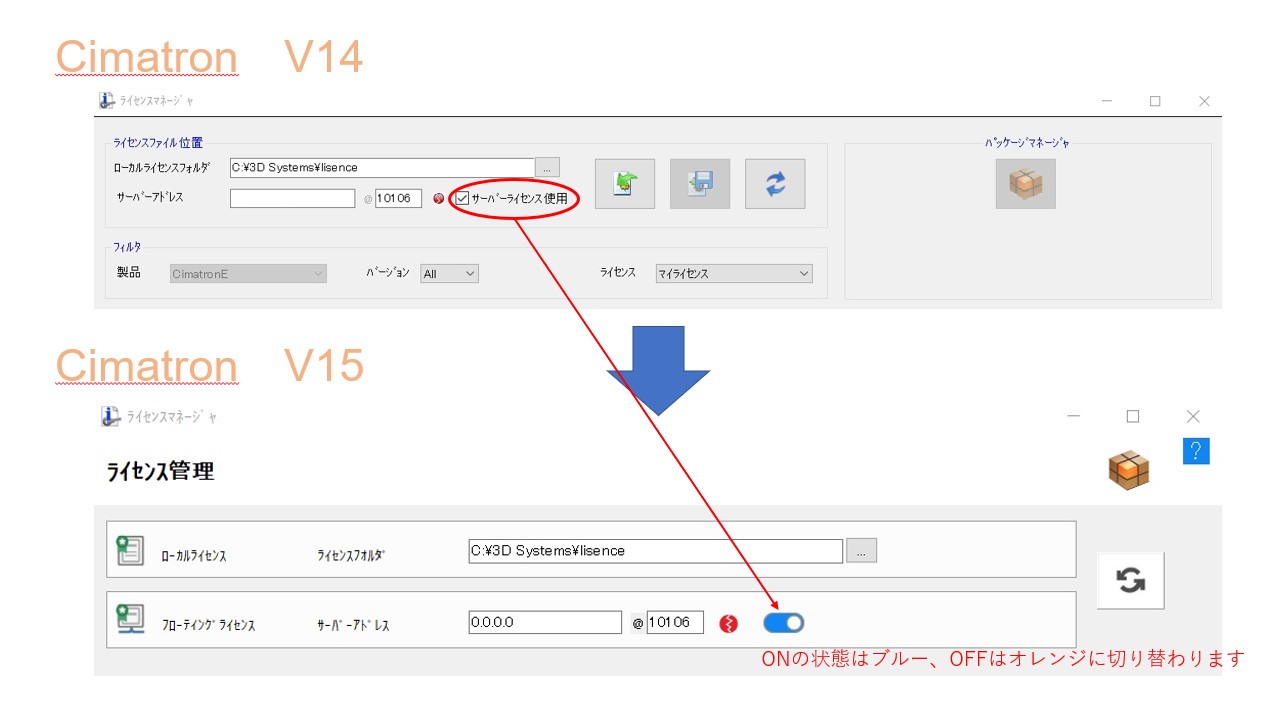 Cimatron V14
ﾗｲｾﾝｽﾏﾈｰｼﾞｬ
ﾗｲｾﾝｽﾌｧｲﾙ位置
ﾊﾟｯｹｰｼﾞﾏﾈｰｼﾞｬ
ﾛｰｶﾙﾗｲｾﾝｽﾌｫﾙﾀﾞ C:¥3D Systems¥lisence ...
ｻｰﾊﾞｰｱﾄﾞﾚｽ @ 10106 ｻｰﾊﾞｰﾗｲｾﾝｽ使用
ﾌｨﾙﾀ
製品 CimatronE ﾊﾞｰｼﾞｮﾝ All ﾗｲｾﾝｽ ﾏｲﾗｲｾﾝｽ
Cimatron V15
ﾗｲｾﾝｽﾏﾈｰｼﾞｬ
ﾗｲｾﾝｽ管理
?
ﾛｰｶﾙﾗｲｾﾝｽ ﾗｲｾﾝｽﾌｫﾙﾀﾞ C:¥3D Systems¥lisence ...
ﾌﾛｰﾃｨﾝｸﾞﾗｲｾﾝｽ ｻｰﾊﾞｰｱﾄﾞﾚｽ 0.0.0.0 @ 10106
ONの状態はブルー、OFFはオレンジに切り替わります